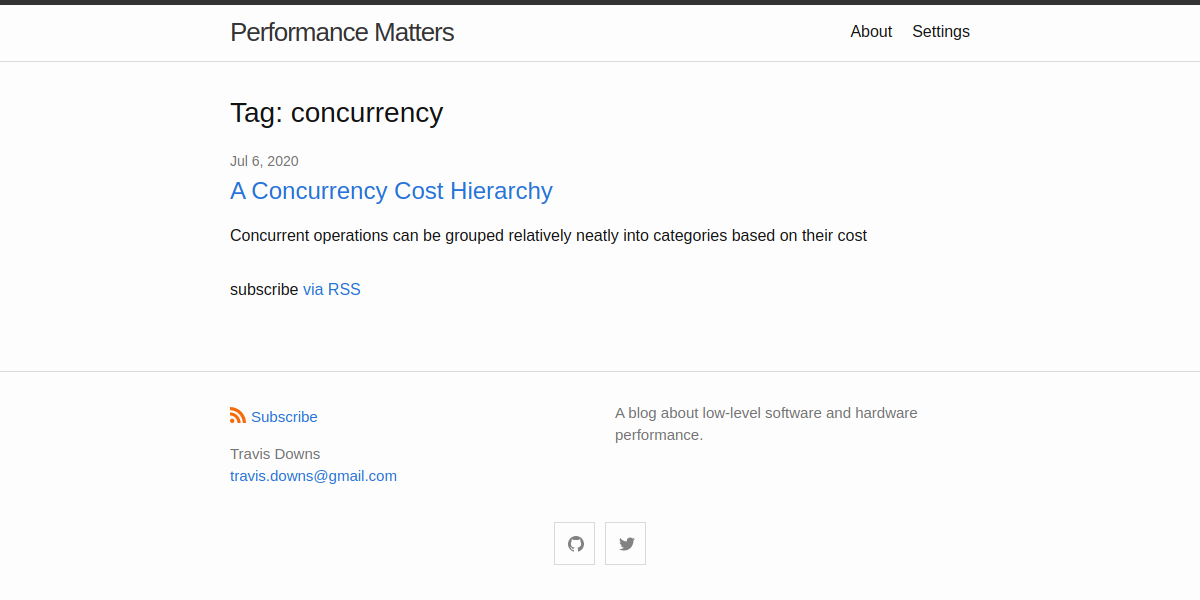 Performance Matters
About Settings
Tag: concurrency
Jul 6, 2020
A Concurrency Cost Hierarchy
Concurrent operations can be grouped relatively neatly into categories based on their cost
subscribe via RSS
Subscribe
Travis Downs
travis.downs@gmail.com
A blog about low-level software and hardware
performance.